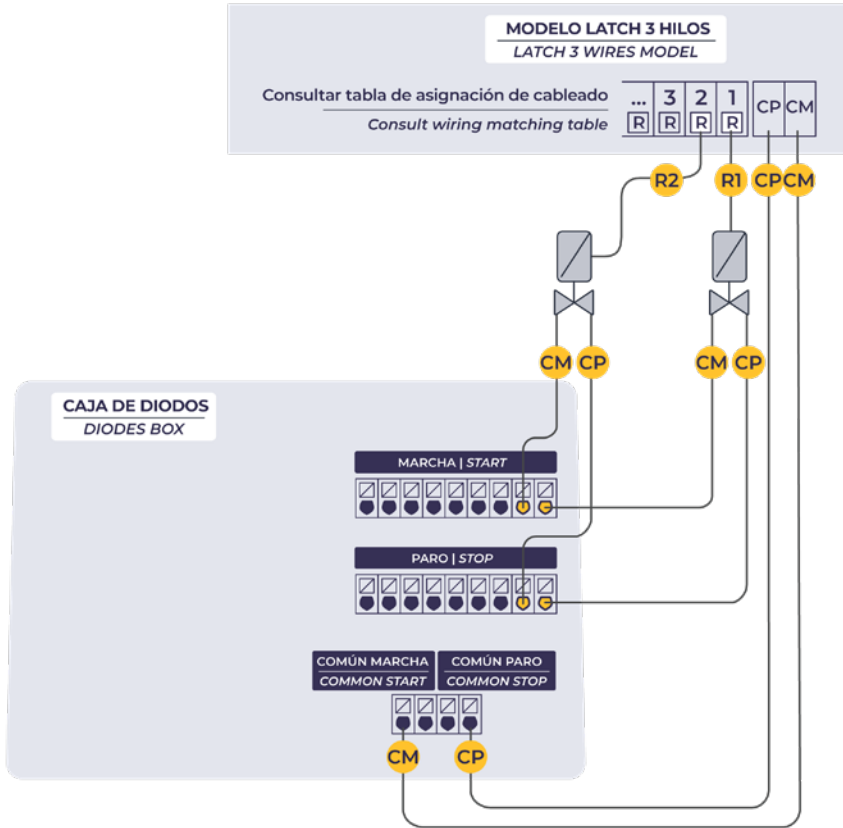 MODELO LATCH 3 HILOS
LATCH 3 WIRES MODEL
Consultar tabla de asignación de cableado
Consult wiring matching table
... 3 2 1 CP CM
R R R R
R2 R1 CP CM
CM CP CM CP
CAJA DE DIODOS
DIODES BOX
MARCHA | START
PARO | STOP
COMÚN MARCHA
COMMON START
COMÚN PARO
COMMON STOP
CM CP